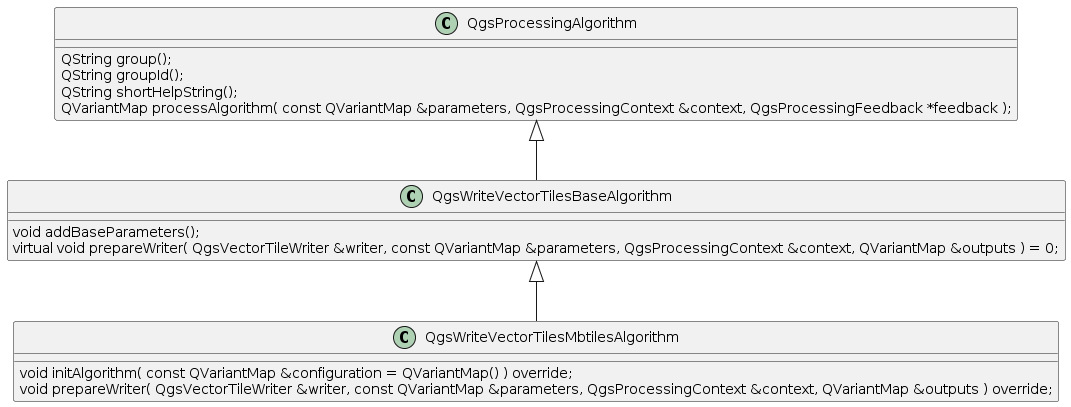 C QgsProcessingAlgorithm
QString group();
QString groupId();
QString shortHelpString();
QVariantMap processAlgorithm( const QVariantMap &parameters, QgsProcessingContext &context, QgsProcessingFeedback *feedback );
C QgsWriteVectorTilesBaseAlgorithm
void addBaseParameters();
virtual void prepareWriter( QgsVectorTileWriter &writer, const QVariantMap &parameters, QgsProcessingContext &context, QVariantMap &outputs ) = 0;
C QgsWriteVectorTilesMbtilesAlgorithm
void initAlgorithm( const QVariantMap &configuration = QVariantMap() ) override;
void prepareWriter( QgsVectorTileWriter &writer, const QVariantMap &parameters, QgsProcessingContext &context, QVariantMap &outputs ) override;